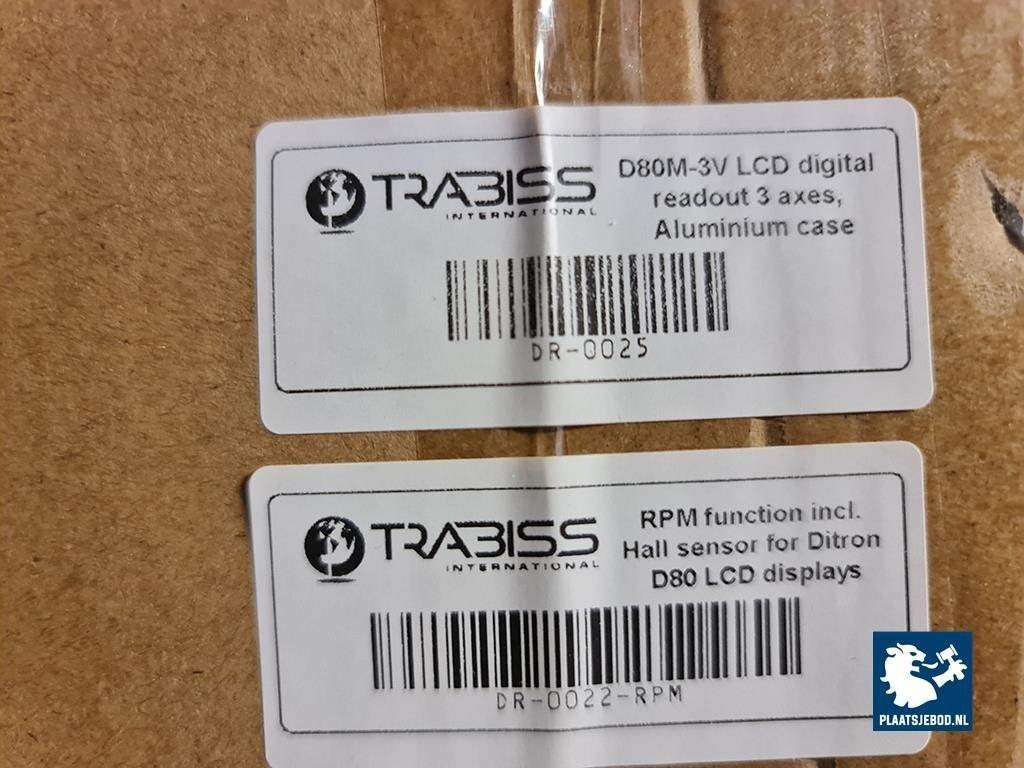 TRABISS
INTERNATIONAL
D80M-3V LCD digital
readout 3 axes,
Aluminium case
DR-0025
TRABISS
INTERNATIONAL
RPM function incl.
Hall sensor for Ditron
D80 LCD displays
DR-0022-RPM
PLAATSJEBOD.NL